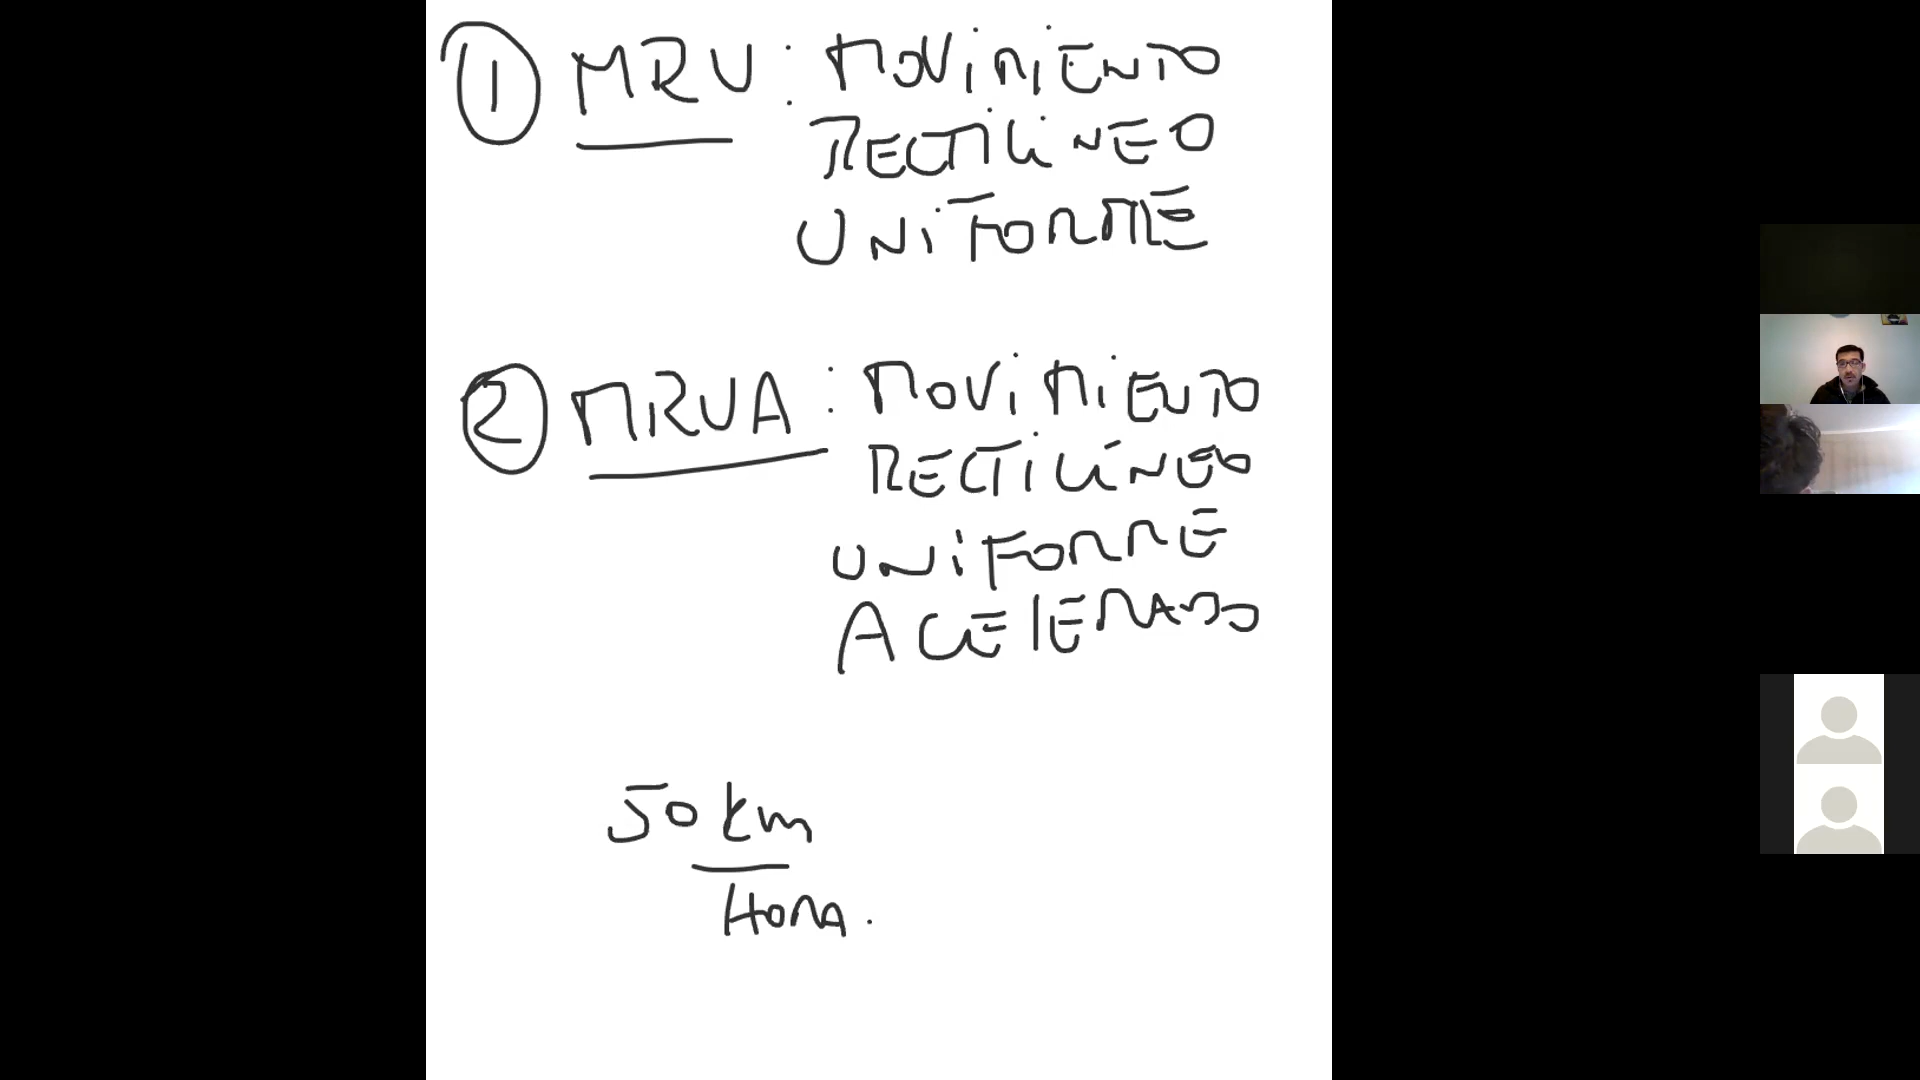 1 MRU: MOVIMIENTO
RECTILINEO
UNIFORME
2 MRUA: MOVIMIENTO
RECTILINEO
UNIFORME
ACELERADO
50 km
Hora.